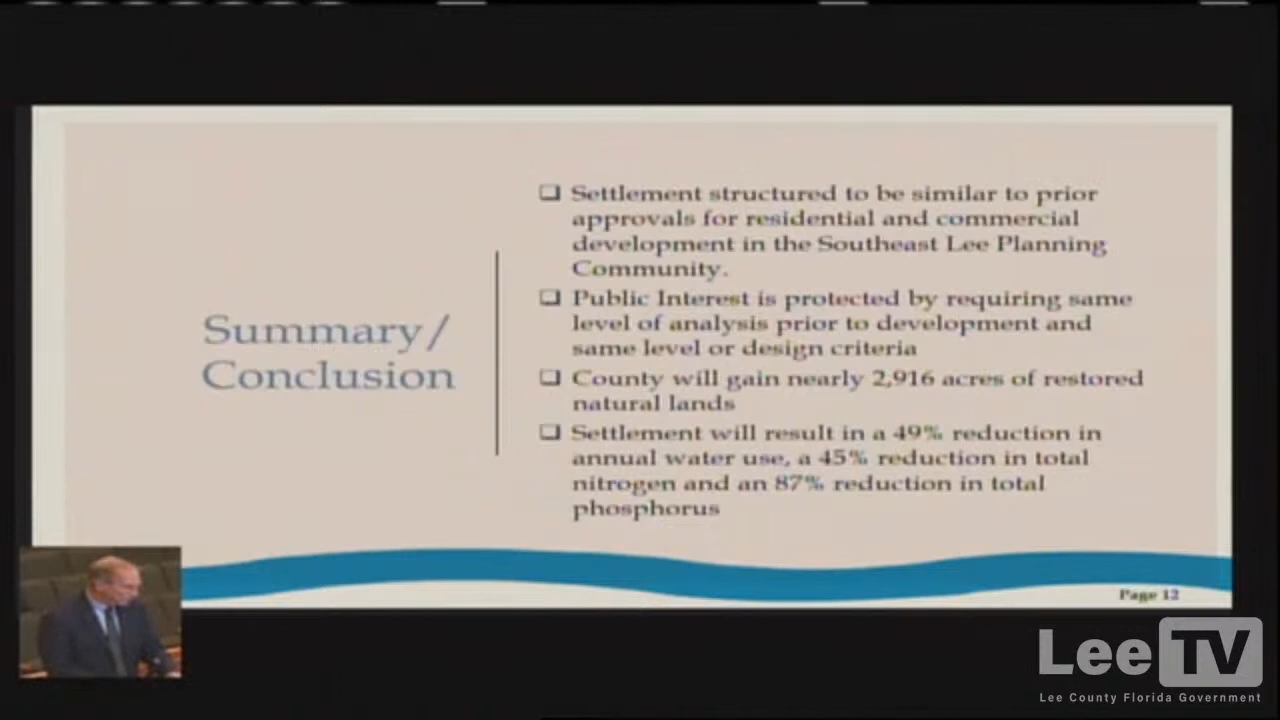 Summary/
Conclusion
❑ Settlement structured to be similar to prior
approvals for residential and commercial
development in the Southeast Lee Planning
Community.
❑ Public Interest is protected by requiring same
level of analysis prior to development and
same level or design criteria
❑ County will gain nearly 2,916 acres of restored
natural lands
❑ Settlement will result in a 49% reduction in
annual water use, a 45% reduction in total
nitrogen and an 87% reduction in total
phosphorus
Page 12
LeeTV
Lee County Florida Government